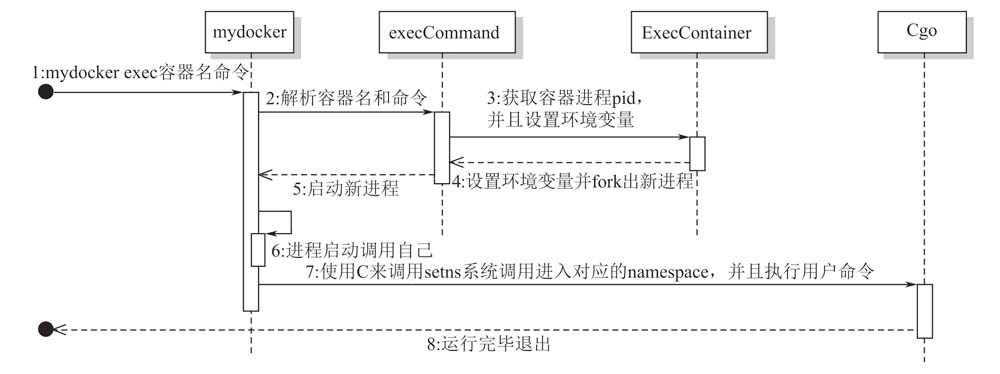 mydocker
execCommand
ExecContainer
Cgo
1:mydocker exec容器名命令
2:解析容器名和命令
3:获取容器进程pid，
并且设置环境变量
4:设置环境变量并fork出新进程
5:启动新进程
6:进程启动调用自己
7:使用C来调用setns系统调用进入对应的namespace，并且执行用户命令
8:运行完毕退出